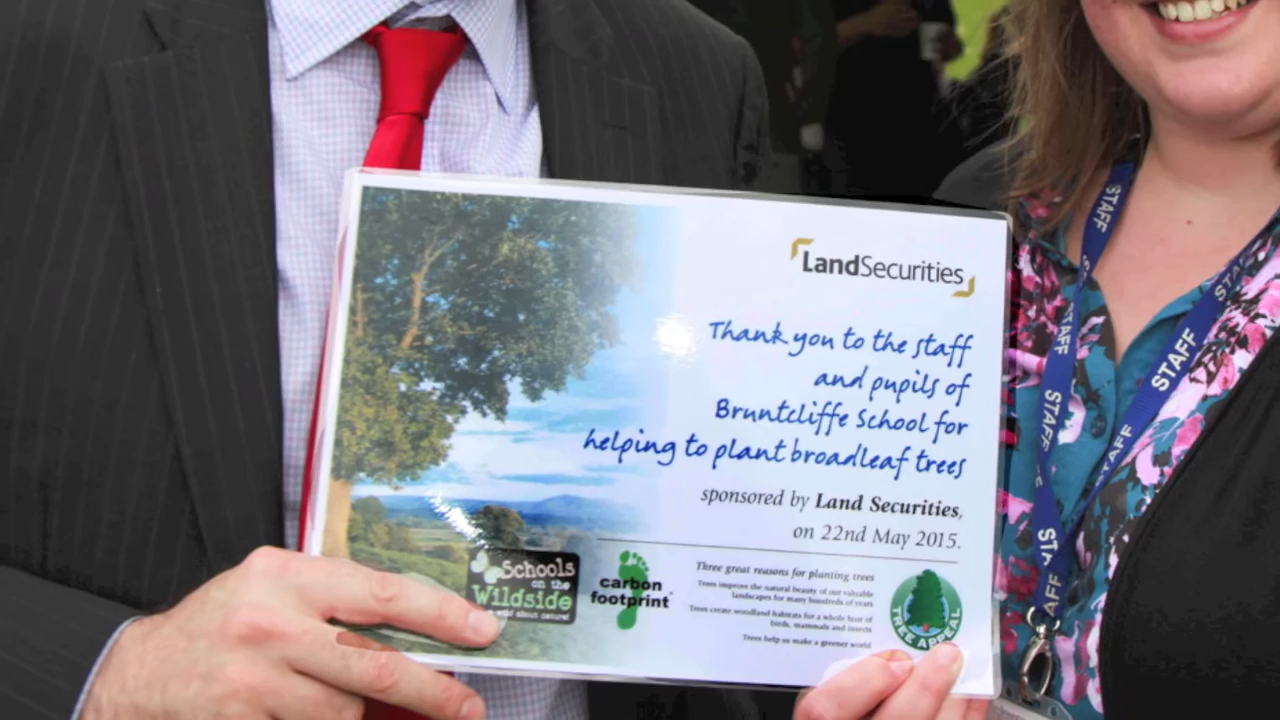 LandSecurities
Thank you to the staff
and pupils of
Bruntcliffe School for
helping to plant broadleaf trees
sponsored by Land Securities,
on 22nd May 2015.
Schools
on the
Wildside
wild about nature!
carbon
footprint
Three great reasons for planting trees
Trees improve the natural beauty of our valuable
landscapes for many hundreds of years
Trees create woodland habitats for a whole host of
birds, mammals and insects
Trees help us make a greener world
TREE APPEAL
STAFF
STAFF
STAFF
STAFF
STAFF
STAFF